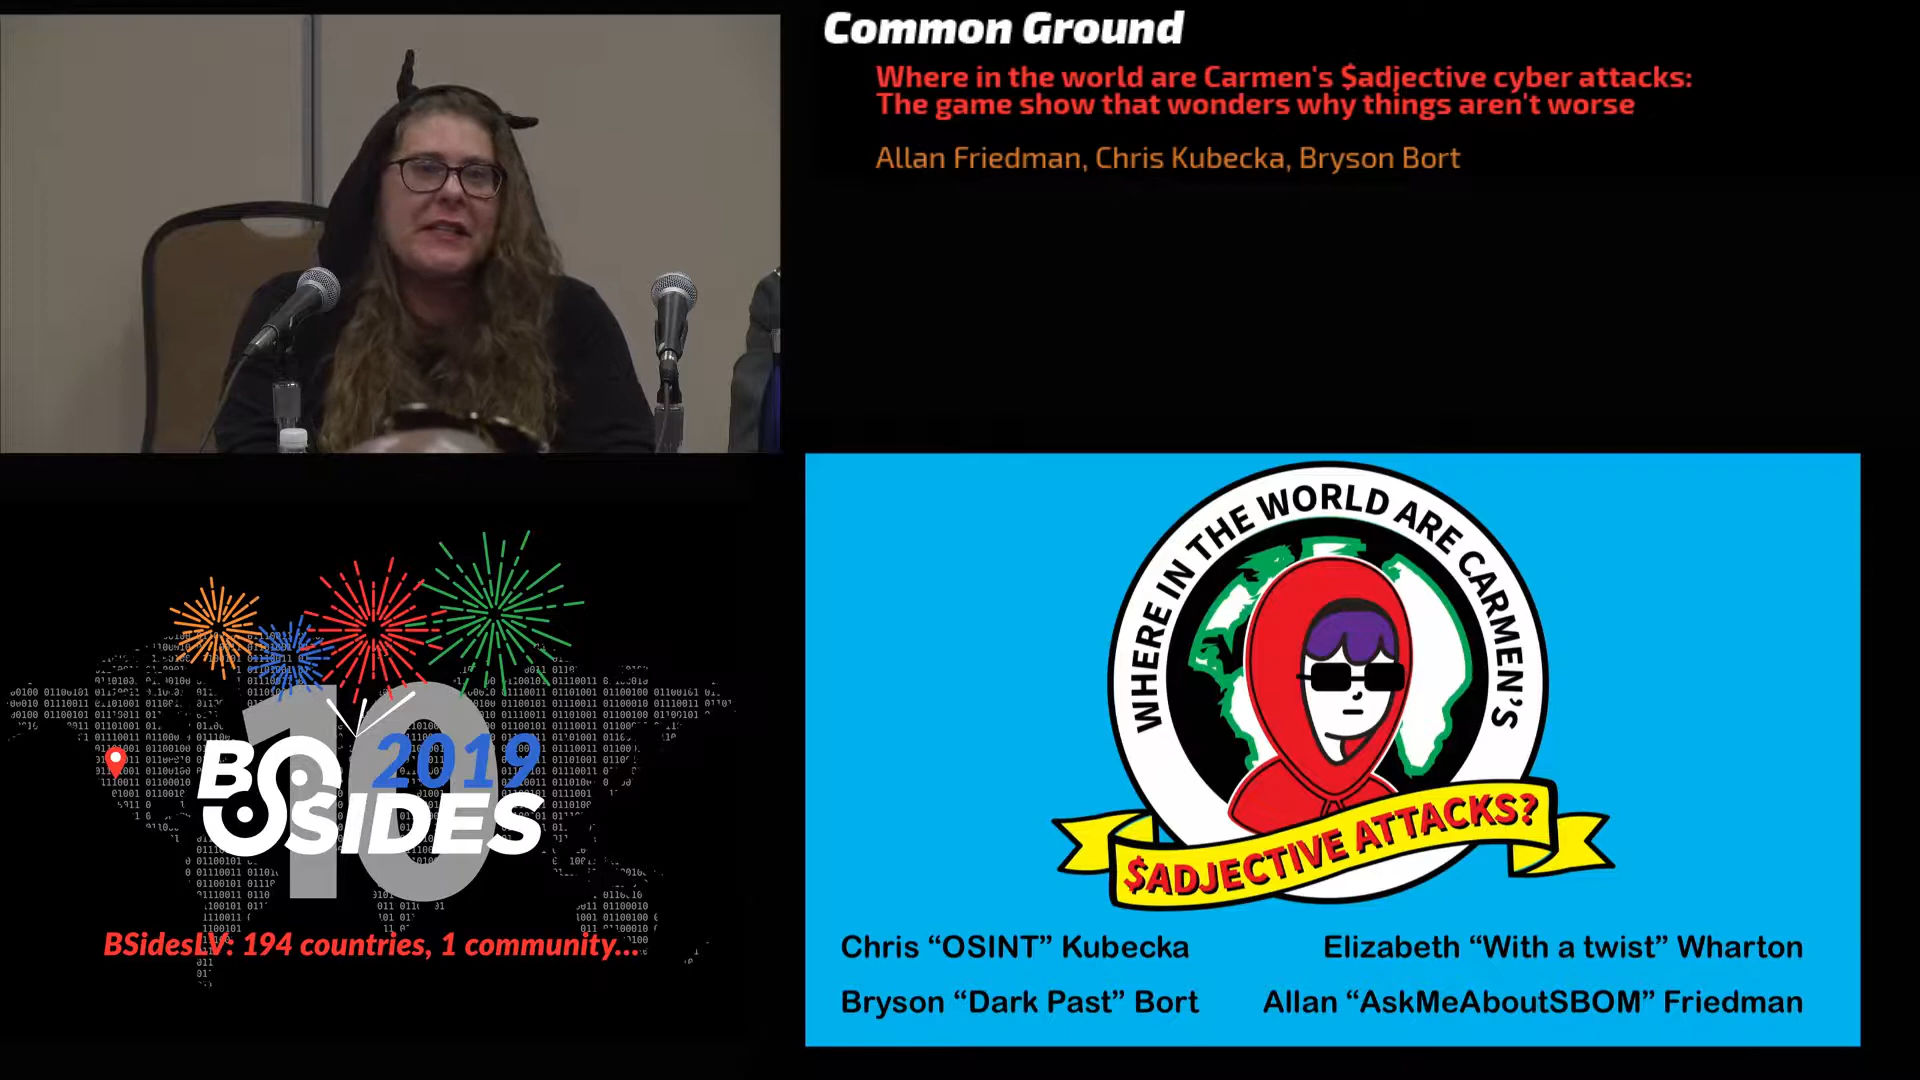 Common Ground
Where in the world are Carmen's $adjective cyber attacks:
The game show that wonders why things aren't worse
Allan Friedman, Chris Kubecka, Bryson Bort
WHERE IN THE WORLD ARE CARMEN'S
$ADJECTIVE ATTACKS?
Chris “OSINT” Kubecka
Elizabeth “With a twist” Wharton
Bryson “Dark Past” Bort
Allan “AskMeAboutSBOM” Friedman
10
2019
BSIDES
BSidesLV: 194 countries, 1 community...